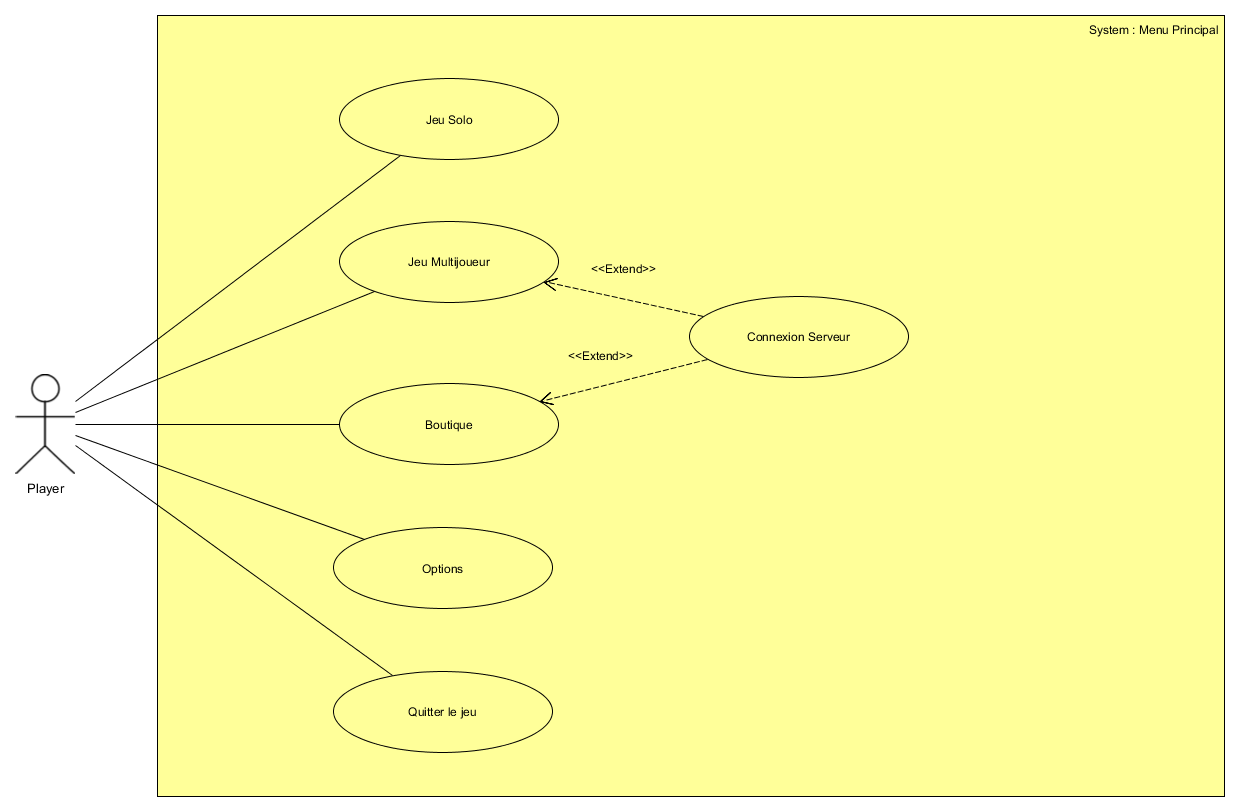 System : Menu Principal
Jeu Solo
Jeu Multijoueur
<<Extend>>
Connexion Serveur
<<Extend>>
Boutique
Player
Options
Quitter le jeu